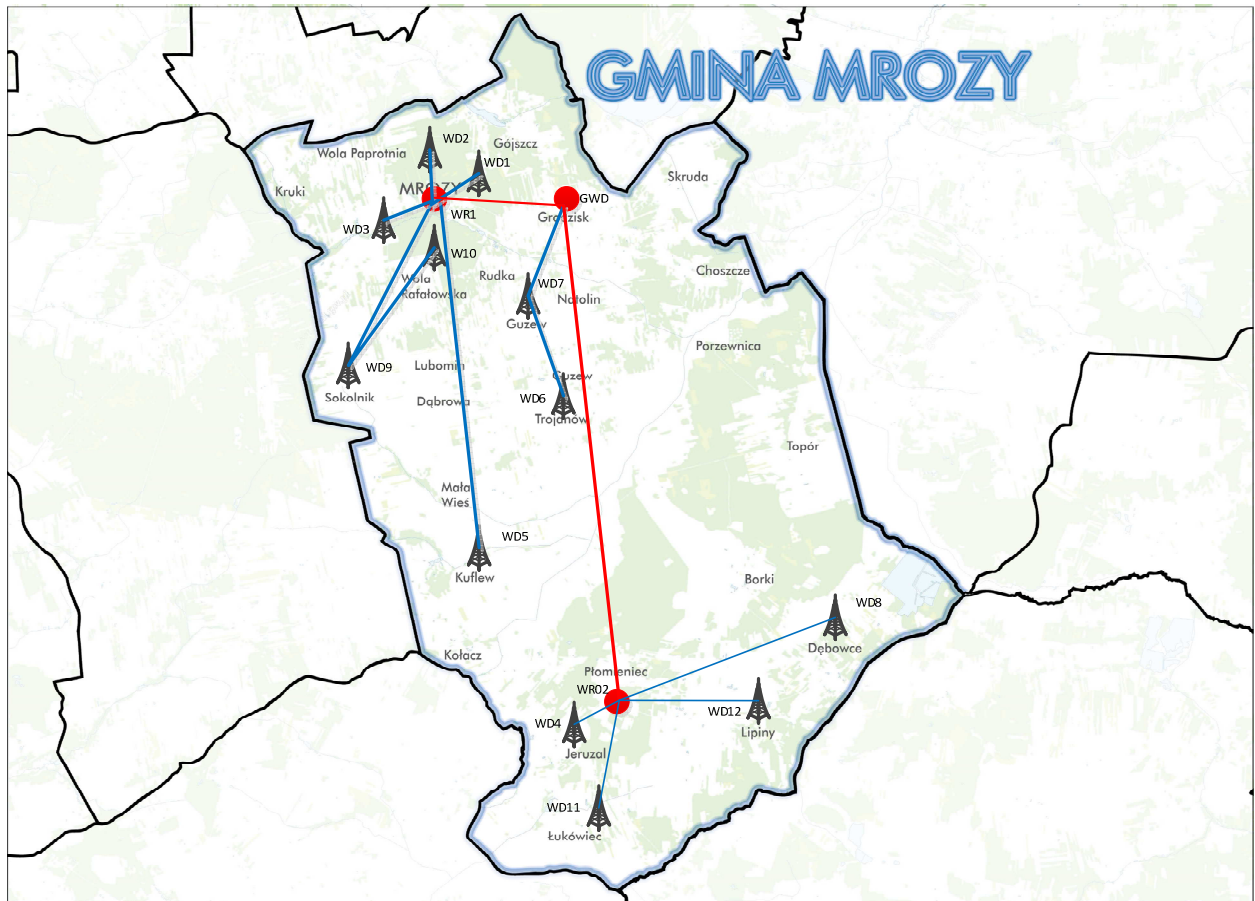 GMINA MROZY
WD2
Gójszcz
Wola Paprotnia
WD1
Skruda
Kruki
MROZY
GWD
Grodzisk
WR1
WD3
W10
Choszcze
Rudka
Wola
Rafałowska
WD7
Natolin
Guzew
Porzewnica
Lubomin
WD9
Guzew
Sokolnik
WD6
Dąbrowa
Trojanów
Topór
Mała
Wies
WD5
Kuflew
Borki
WD8
Dębowce
Kołacz
Płomieniec
WR02
WD12
WD4
Lipiny
Jeruzal
WD11
Łukówiec